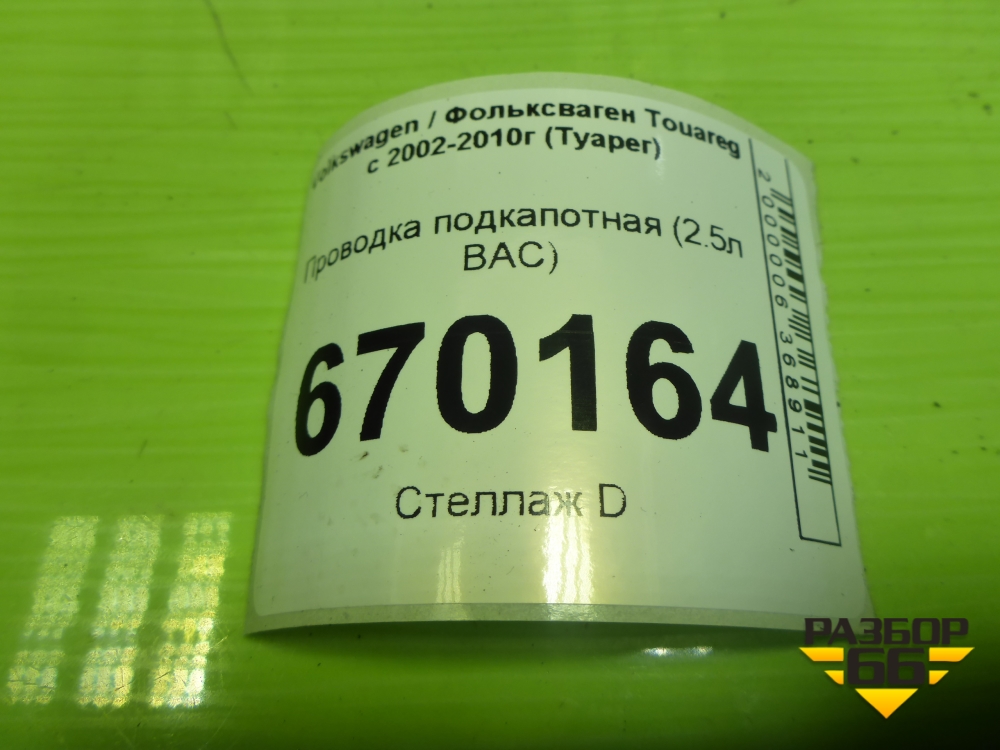 Volkswagen / Фольксваген Touareg
с 2002-2010г (Туарег)
Проводка подкапотная (2.5л
BAC)
670164
Стеллаж D
2000006368911
РАЗБОР
66